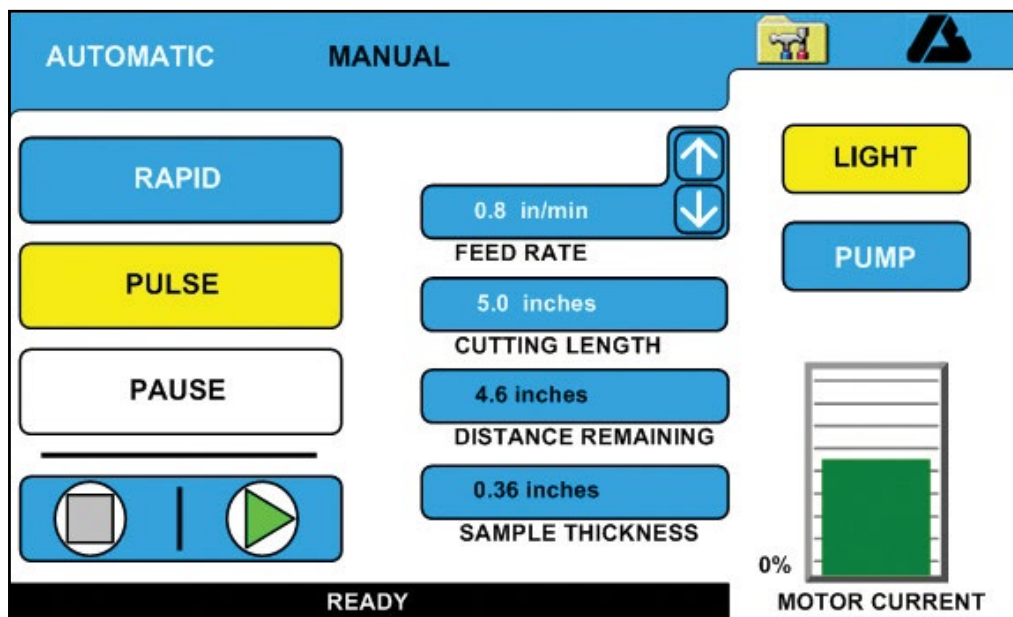 AUTOMATIC MANUAL
RAPID
PULSE
PAUSE
0.8 in/min
FEED RATE
5.0 inches
CUTTING LENGTH
4.6 inches
DISTANCE REMAINING
0.36 inches
SAMPLE THICKNESS
LIGHT
PUMP
0%
MOTOR CURRENT
READY